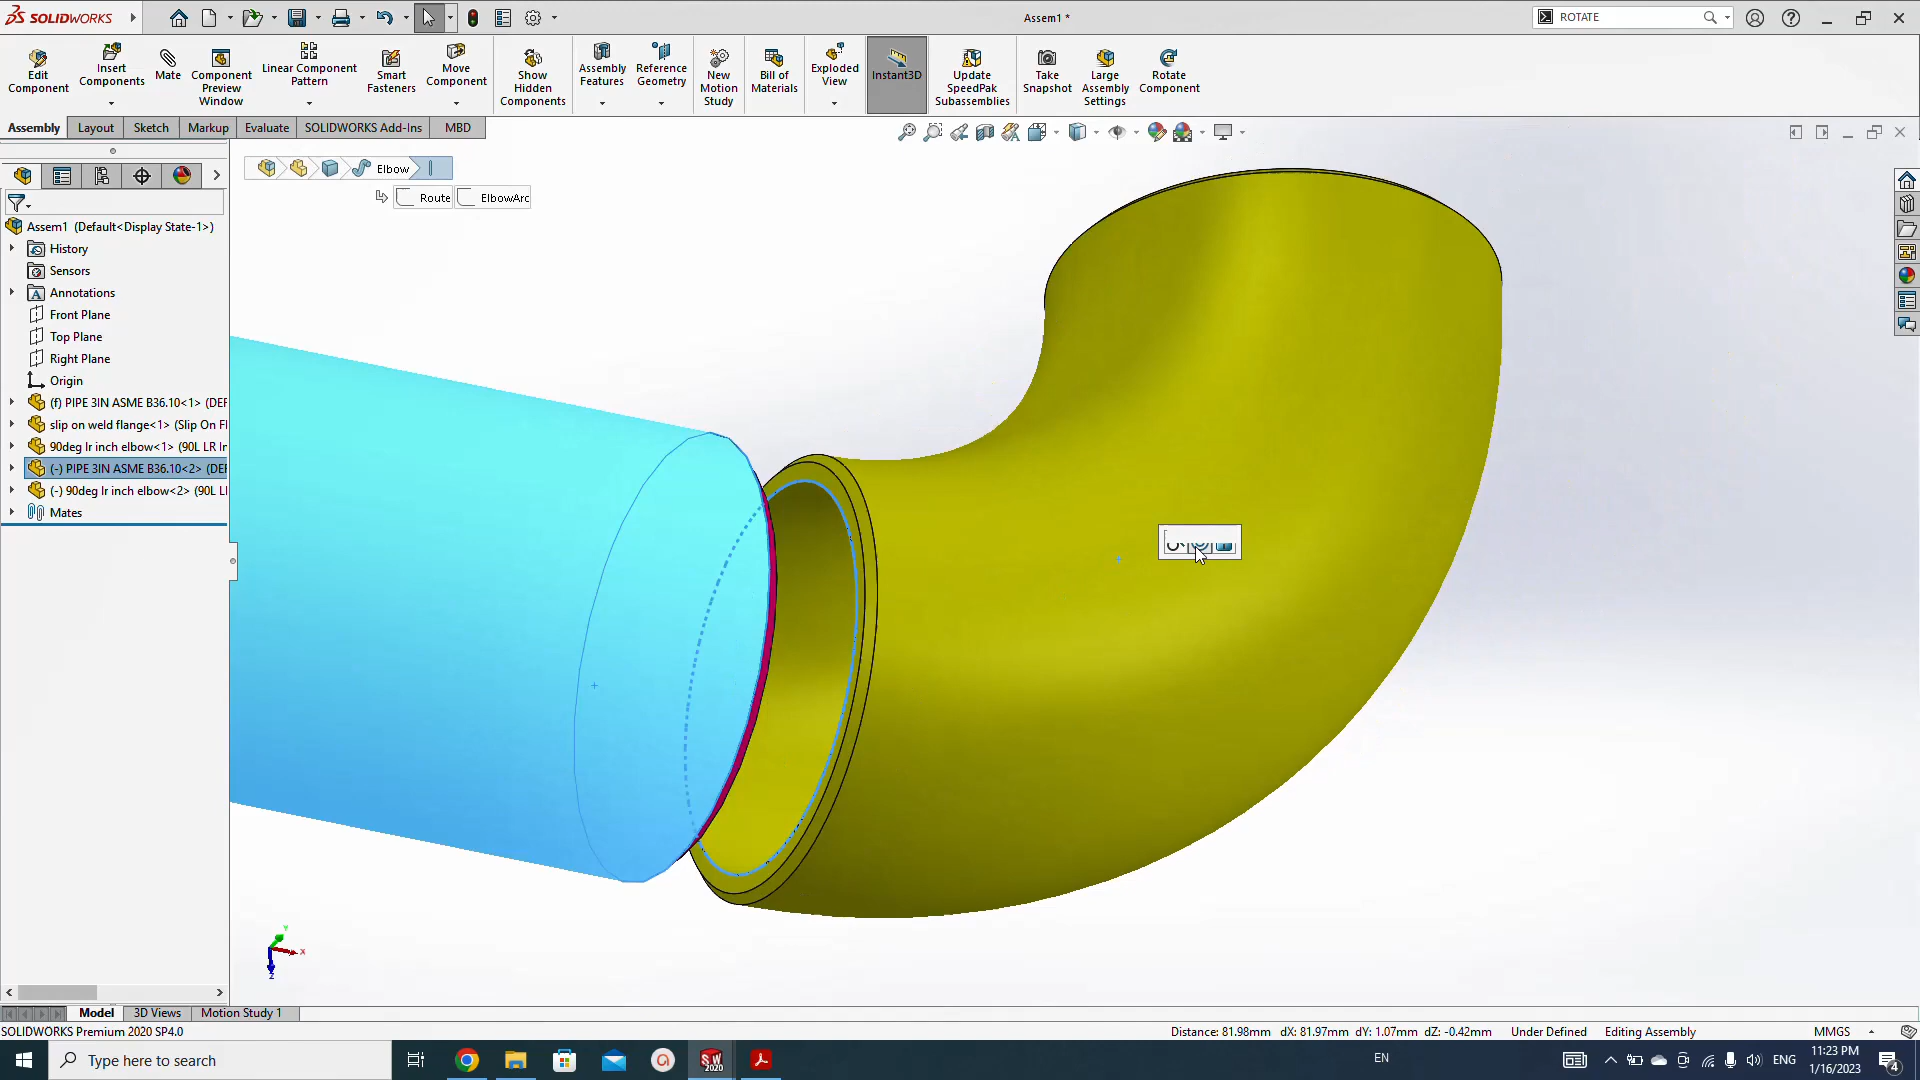 SOLIDWORKS
Assem1 *
ROTATE
Edit Component
Insert Components
Mate
Component Preview Window
Linear Component Pattern
Smart Fasteners
Move Component
Show Hidden Components
Assembly Features
Reference Geometry
New Motion Study
Bill of Materials
Exploded View
Instant3D
Update SpeedPak Subassemblies
Take Snapshot
Large Assembly Settings
Rotate Component
Assembly
Layout
Sketch
Markup
Evaluate
SOLIDWORKS Add-Ins
MBD
Elbow
Route
ElbowArc
Assem1 (Default<Display State-1>)
History
Sensors
Annotations
Front Plane
Top Plane
Right Plane
Origin
(f) PIPE 3IN ASME B36.10<1> (DEF
slip on weld flange<1> (Slip On Fl
90deg lr inch elbow<1> (90L LR In
(-) PIPE 3IN ASME B36.10<2> (DEF
(-) 90deg lr inch elbow<2> (90L LI
Mates
Y
X
Z
Model
3D Views
Motion Study 1
SOLIDWORKS Premium 2020 SP4.0
Distance: 81.98mm dX: 81.97mm dY: 1.07mm dZ: -0.42mm
Under Defined
Editing Assembly
MMGS
Type here to search
SW
2020
EN
ENG
11:23 PM
1/16/2023
4